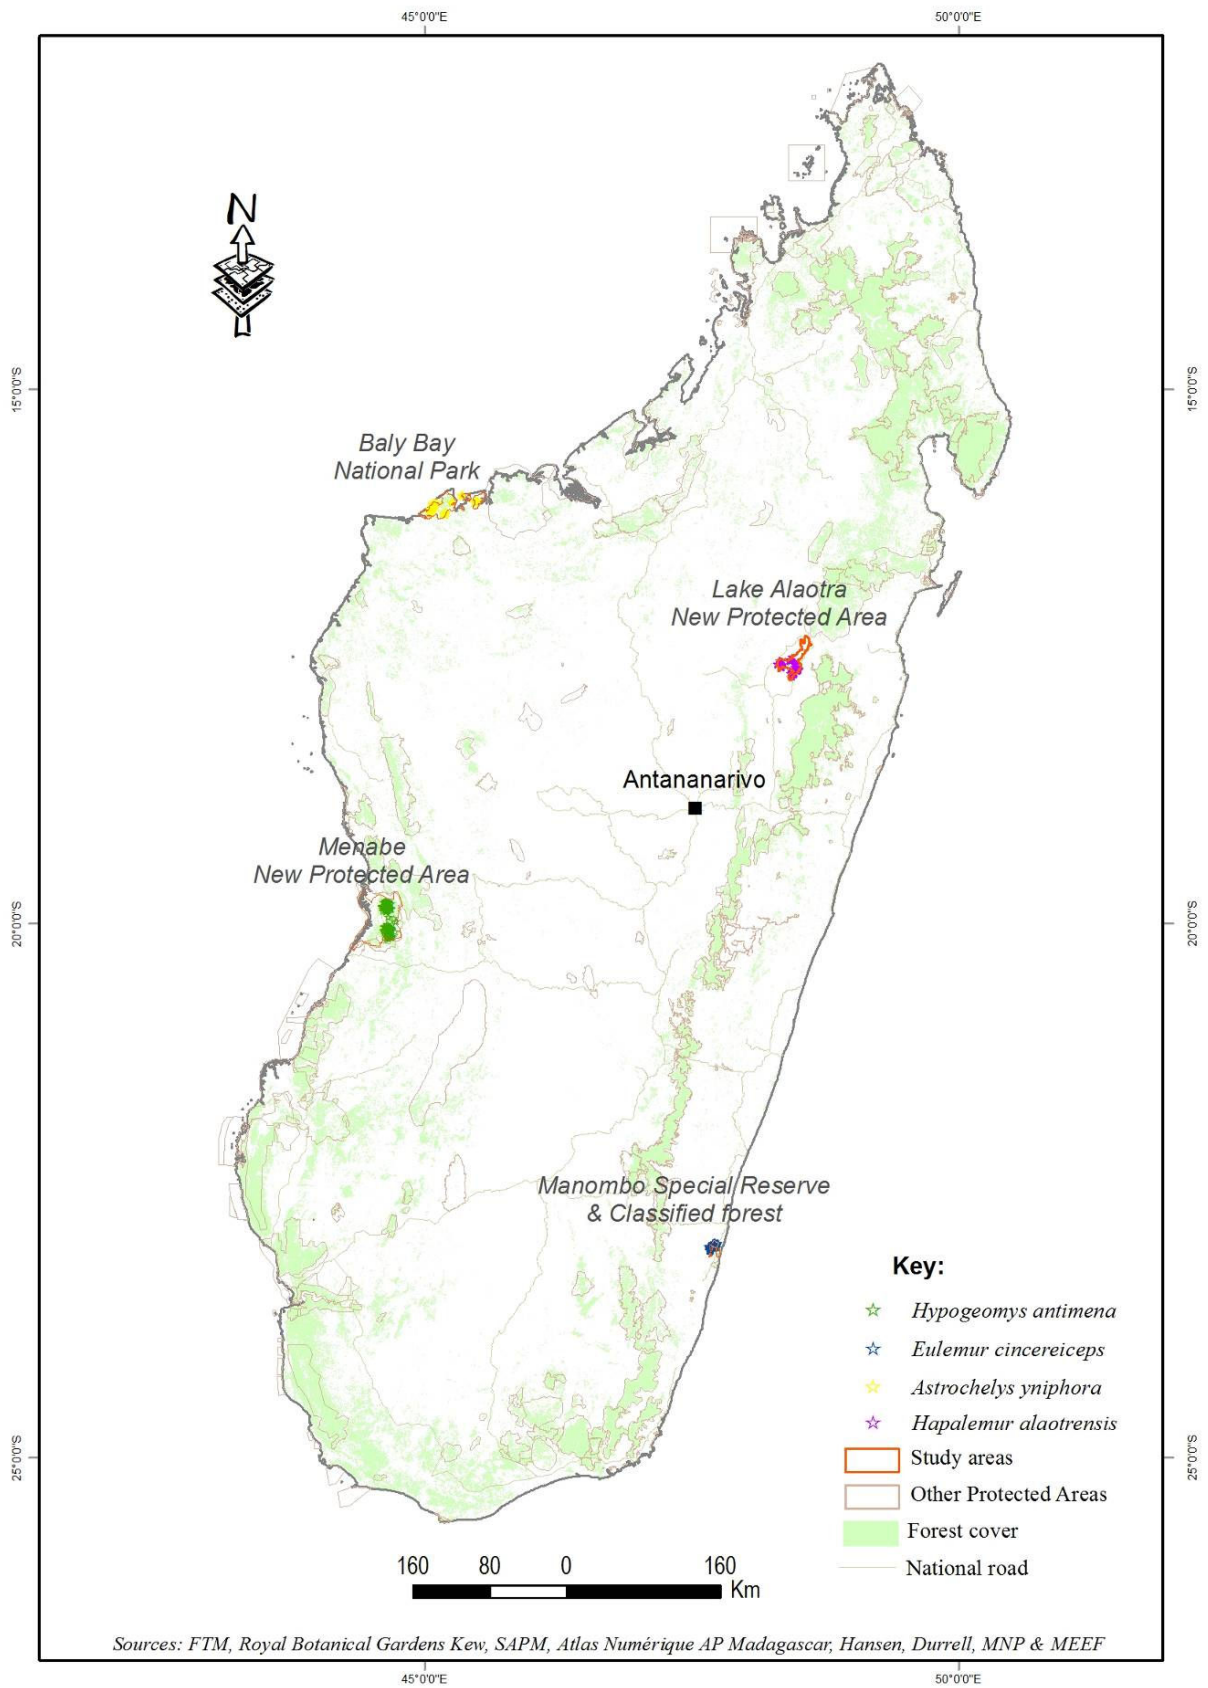 45°0'0"E
50°0'0"E
N
15°0'0"S
15°0'0"S
Baly Bay
National Park
Lake Alaotra
New Protected Area
Antananarivo
Menabe
New Protected Area
20°0'0"S
20°0'0"S
Manombo Special Reserve
& Classified forest
Key:
Hypogeomys antimena
Eulemur cincereiceps
Astrochelys yniphora
Hapalemur alaotrensis
Study areas
Other Protected Areas
Forest cover
National road
25°0'0"S
25°0'0"S
160 80 0 160
Km
Sources: FTM, Royal Botanical Gardens Kew, SAPM, Atlas Numérique AP Madagascar, Hansen, Durrell, MNP & MEEF
45°0'0"E
50°0'0"E